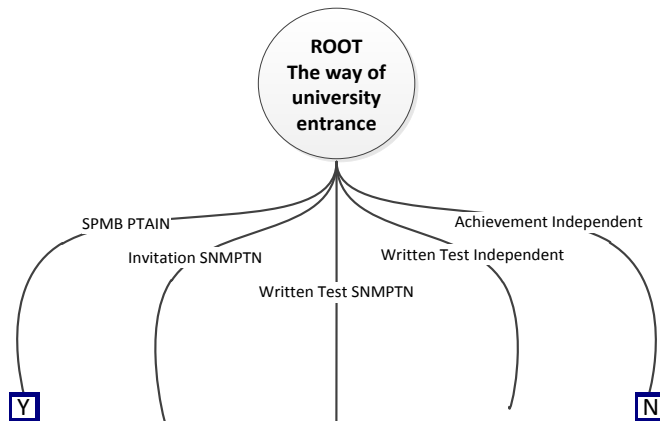 ROOT
The way of
university
entrance
SPMB PTAIN
Achievement Independent
Invitation SNMPTN
Written Test Independent
Written Test SNMPTN
Y
N